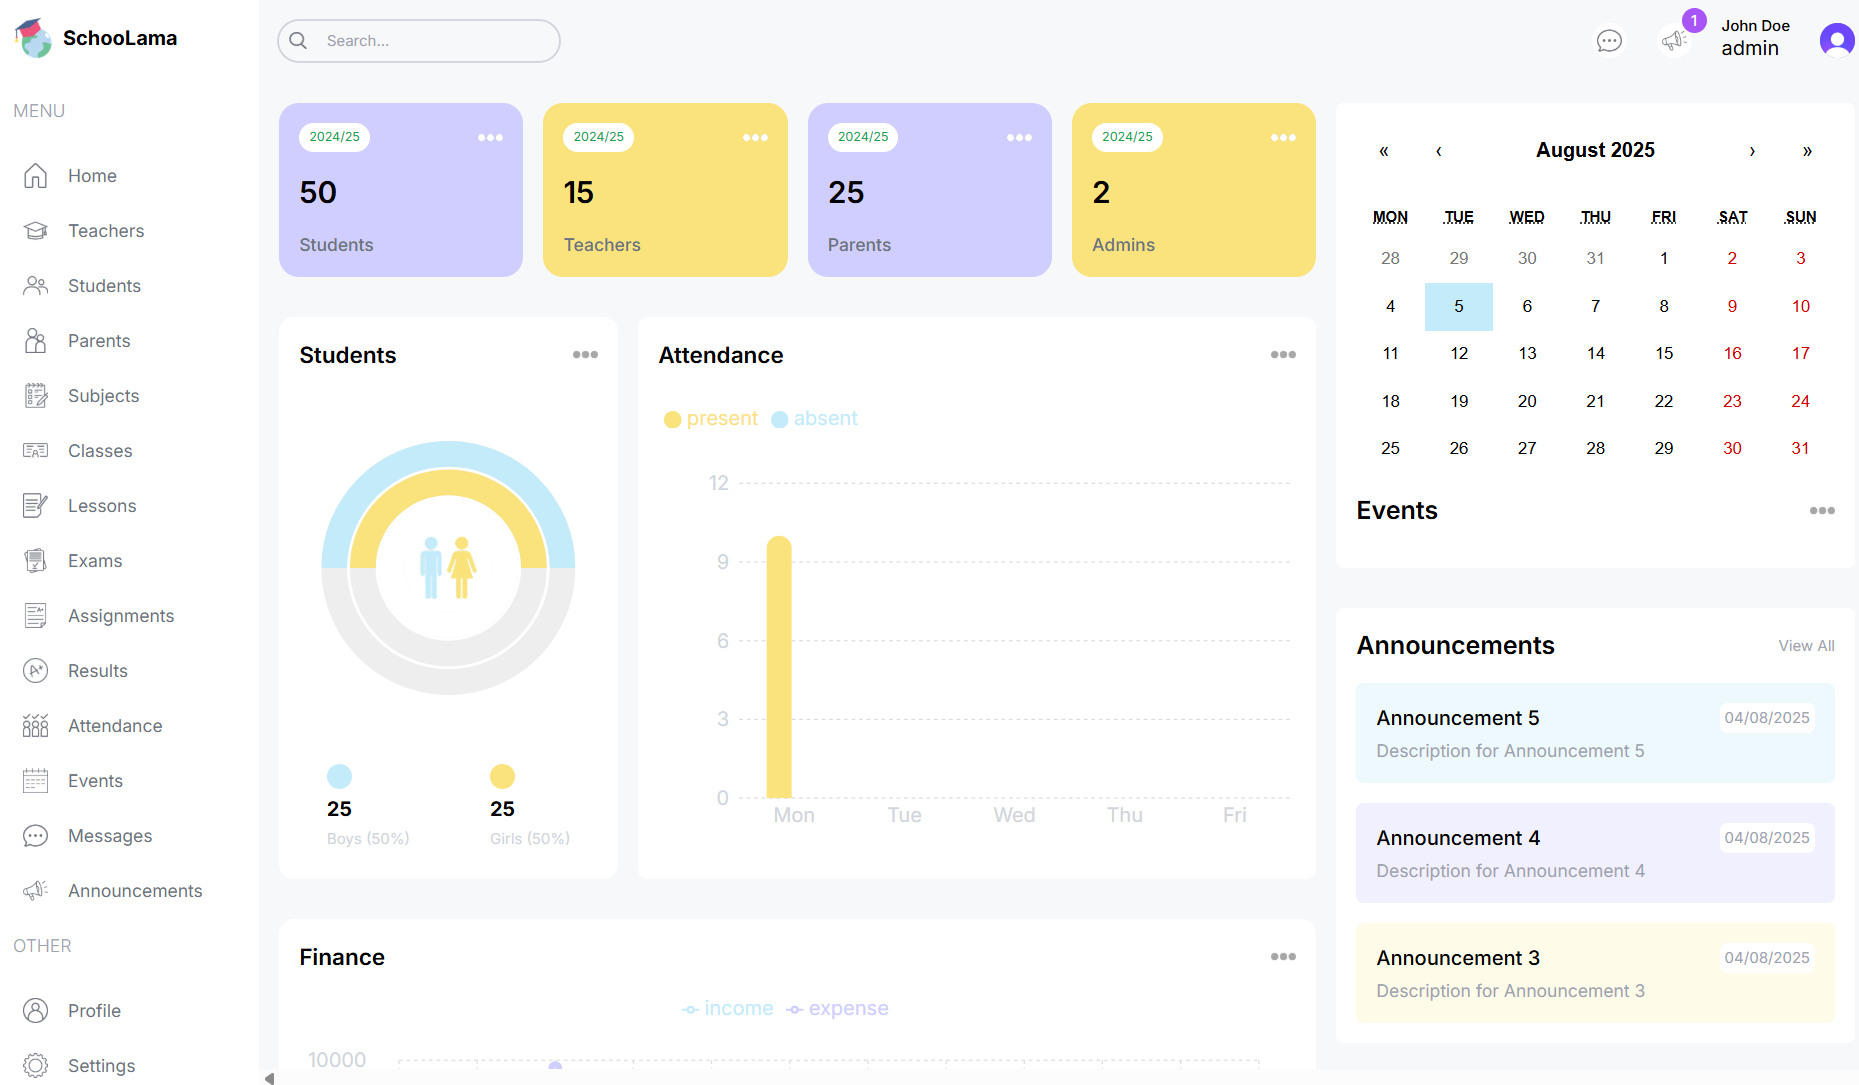 SchooLama
MENU
Home
Teachers
Students
Parents
Subjects
Classes
Lessons
Exams
Assignments
Results
Attendance
Events
Messages
Announcements
OTHER
Profile
Settings
Search...
1
John Doe
admin
2024/25
50
Students
2024/25
15
Teachers
2024/25
25
Parents
2024/25
2
Admins
Students
25
Boys (50%)
25
Girls (50%)
Attendance
present absent
12
9
6
3
0
Mon Tue Wed Thu Fri
Finance
income expense
10000
« ‹ August 2025 › »
MON TUE WED THU FRI SAT SUN
28 29 30 31 1 2 3
4 5 6 7 8 9 10
11 12 13 14 15 16 17
18 19 20 21 22 23 24
25 26 27 28 29 30 31
Events
Announcements View All
Announcement 5 04/08/2025
Description for Announcement 5
Announcement 4 04/08/2025
Description for Announcement 4
Announcement 3 04/08/2025
Description for Announcement 3